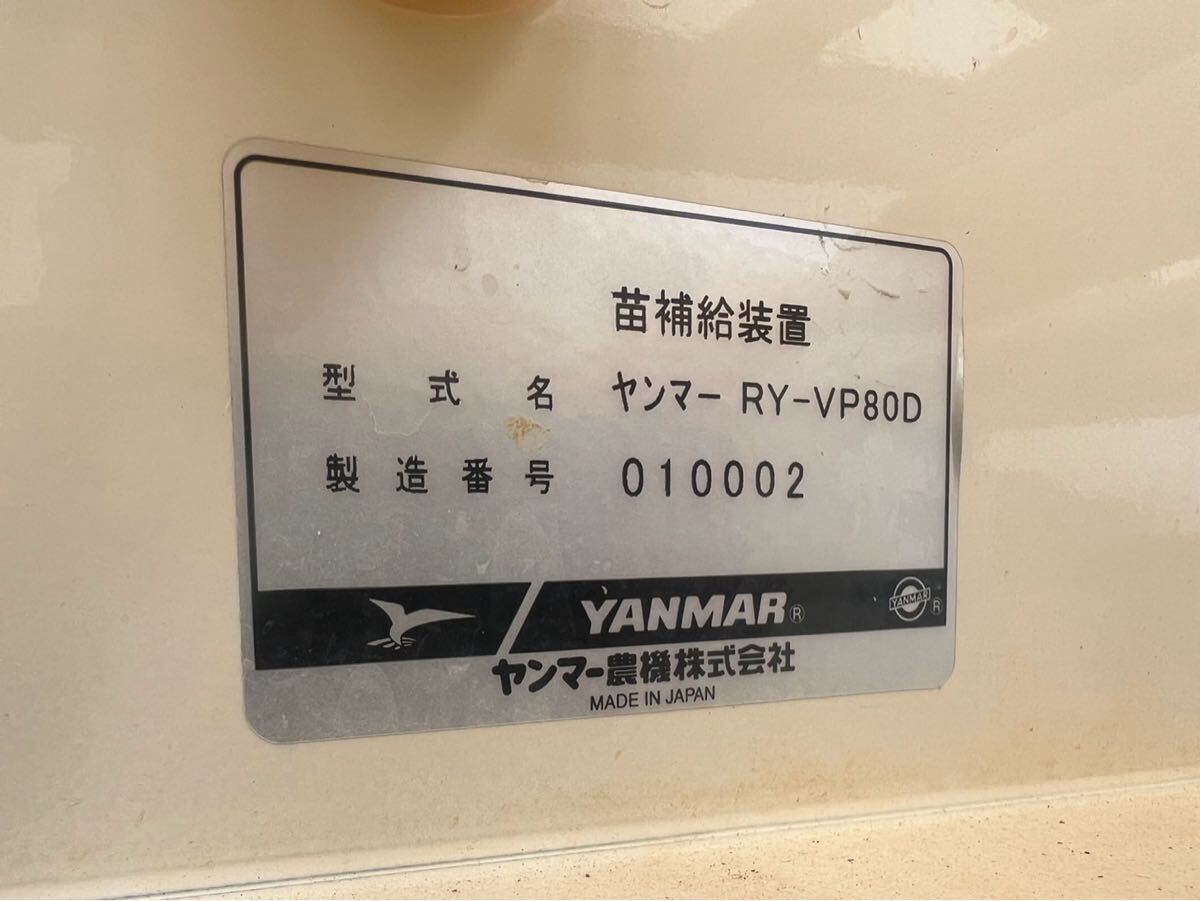 苗補給装置
型式名 ヤンマー RY-VP80D
製造番号 010002
YANMAR® YANMAR®
ヤンマー農機株式会社
MADE IN JAPAN